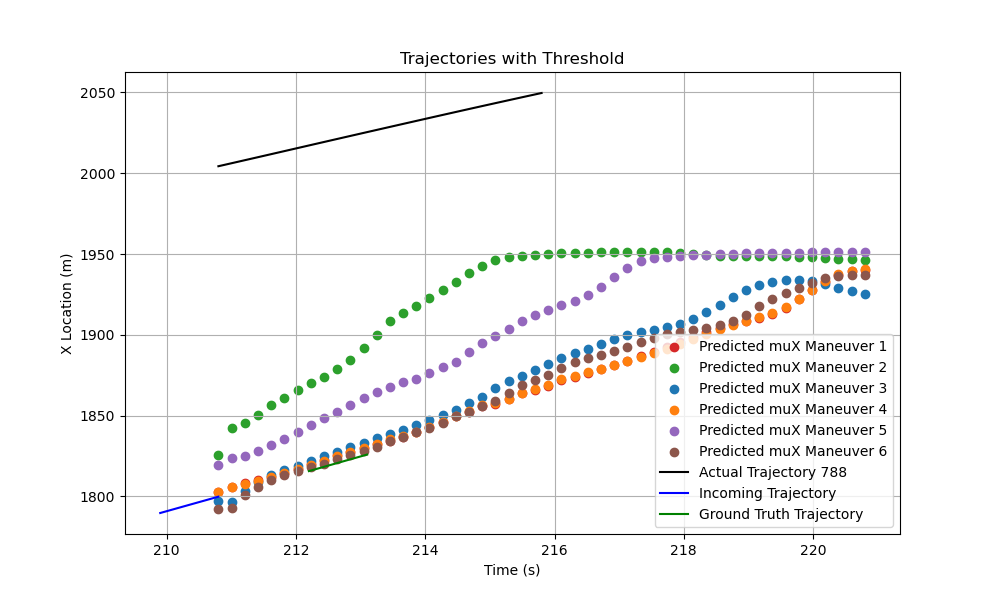 Trajectories with Threshold
X Location (m)
2050
2000
1950
1900
1850
1800
Predicted muX Maneuver 1
Predicted muX Maneuver 2
Predicted muX Maneuver 3
Predicted muX Maneuver 4
Predicted muX Maneuver 5
Predicted muX Maneuver 6
Actual Trajectory 788
Incoming Trajectory
Ground Truth Trajectory
210 212 214 216 218 220
Time (s)